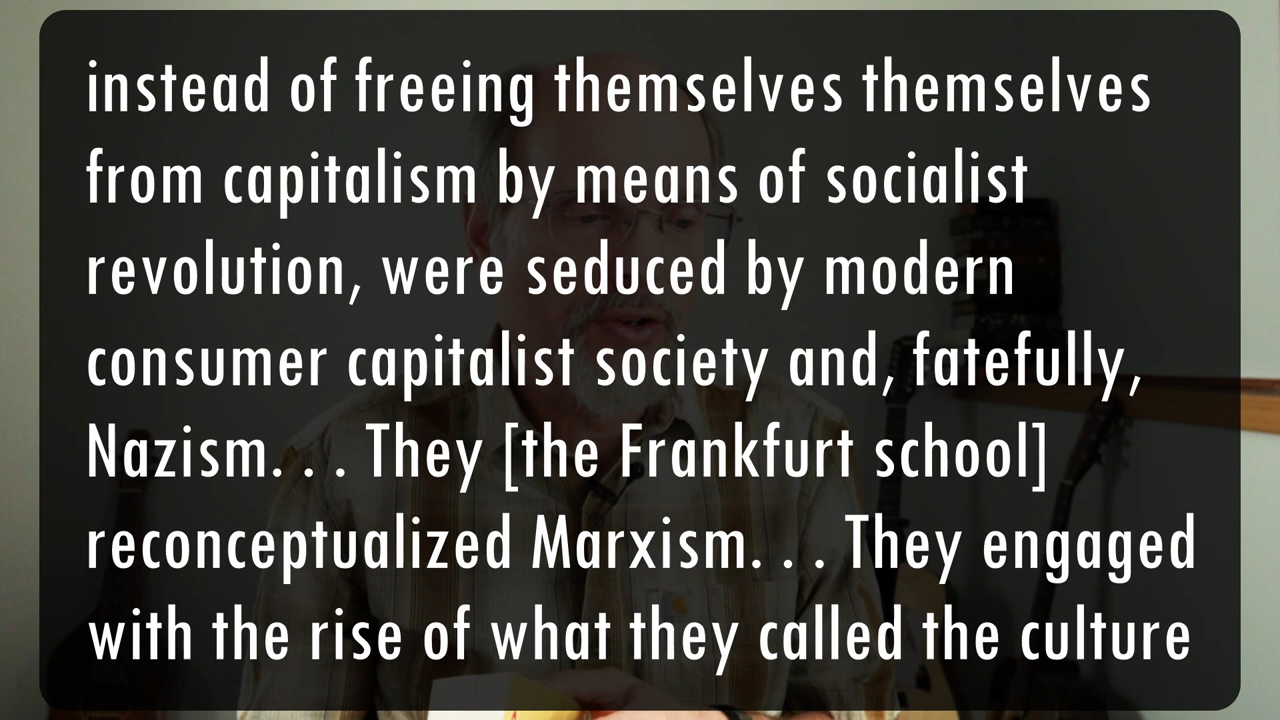 instead of freeing themselves themselves
from capitalism by means of socialist
revolution, were seduced by modern
consumer capitalist society and, fatefully,
Nazism. . . They [the Frankfurt school]
reconceptualized Marxism. . . They engaged
with the rise of what they called the culture